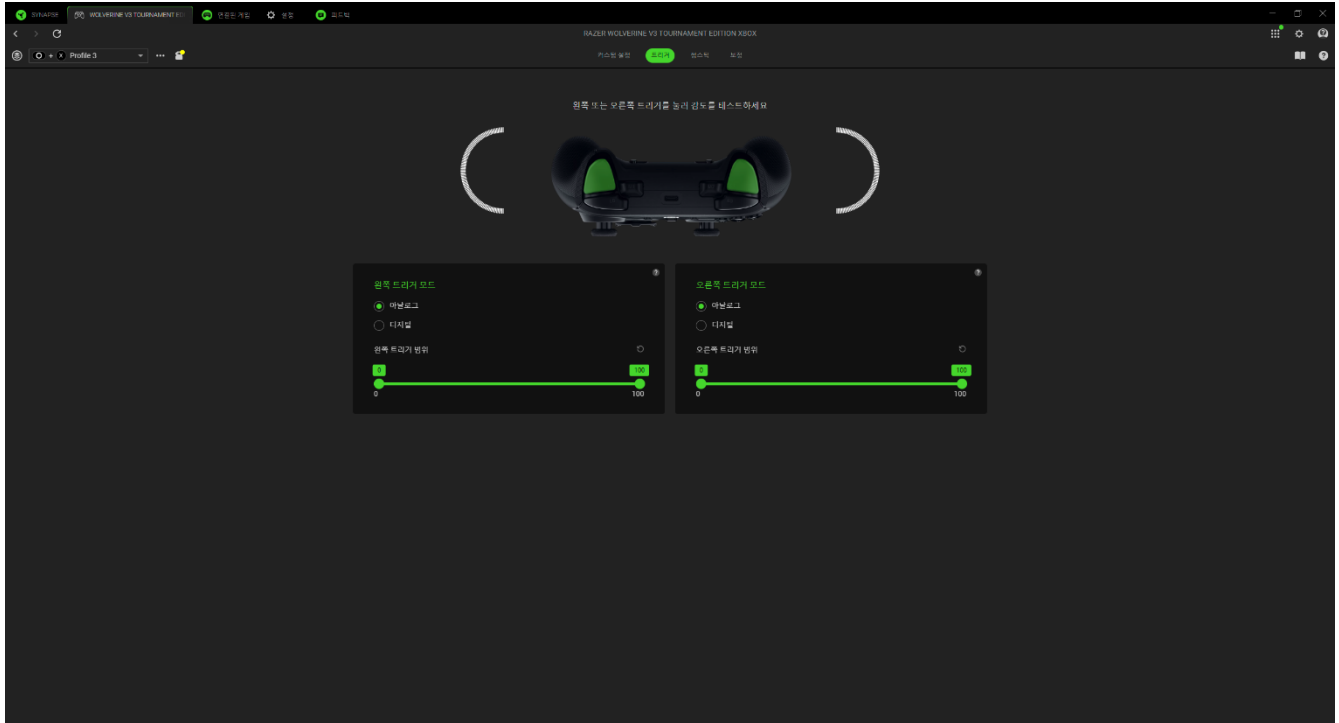 SYNAPSE
WOLVERINE V3 TOURNAMENT EDI
연동된 게임
피드백
RAZER WOLVERINE V3 TOURNAMENT EDITION XBOX
+ X Profile 3
커스텀 설정
트리거
썸스틱
보정
왼쪽 또는 오른쪽 트리거를 눌러 강도를 테스트하세요
왼쪽 트리거 모드
아날로그
디지털
왼쪽 트리거 범위
0 100
0 100
오른쪽 트리거 모드
아날로그
디지털
오른쪽 트리거 범위
0 100
0 100